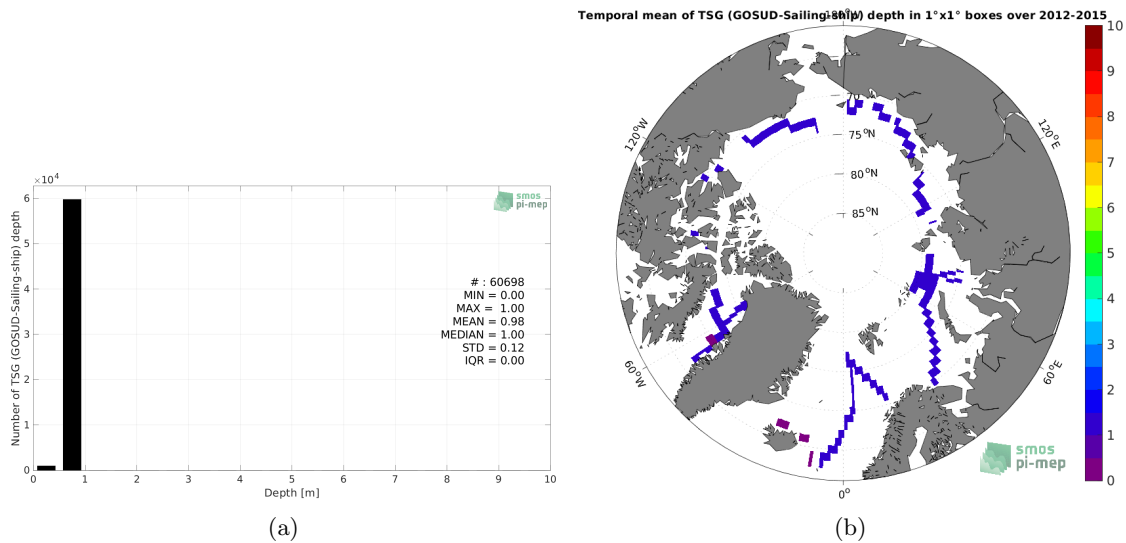 ×10⁴
6
5
4
3
2
1
0
Number of TSG (GOSUD-Sailing-ship) depth
0 1 2 3 4 5 6 7 8 9 10
Depth [m]
smos
pi-mep
# : 60698
MIN = 0.00
MAX = 1.00
MEAN = 0.98
MEDIAN = 1.00
STD = 0.12
IQR = 0.00
(a)
Temporal mean of TSG (GOSUD-Sailing-ship) depth in 1°x1° boxes over 2012-2015
120°W
120°E
75°N
80°N
85°N
60°W
60°E
0°
smos
pi-mep
10
9
8
7
6
5
4
3
2
1
0
(b)